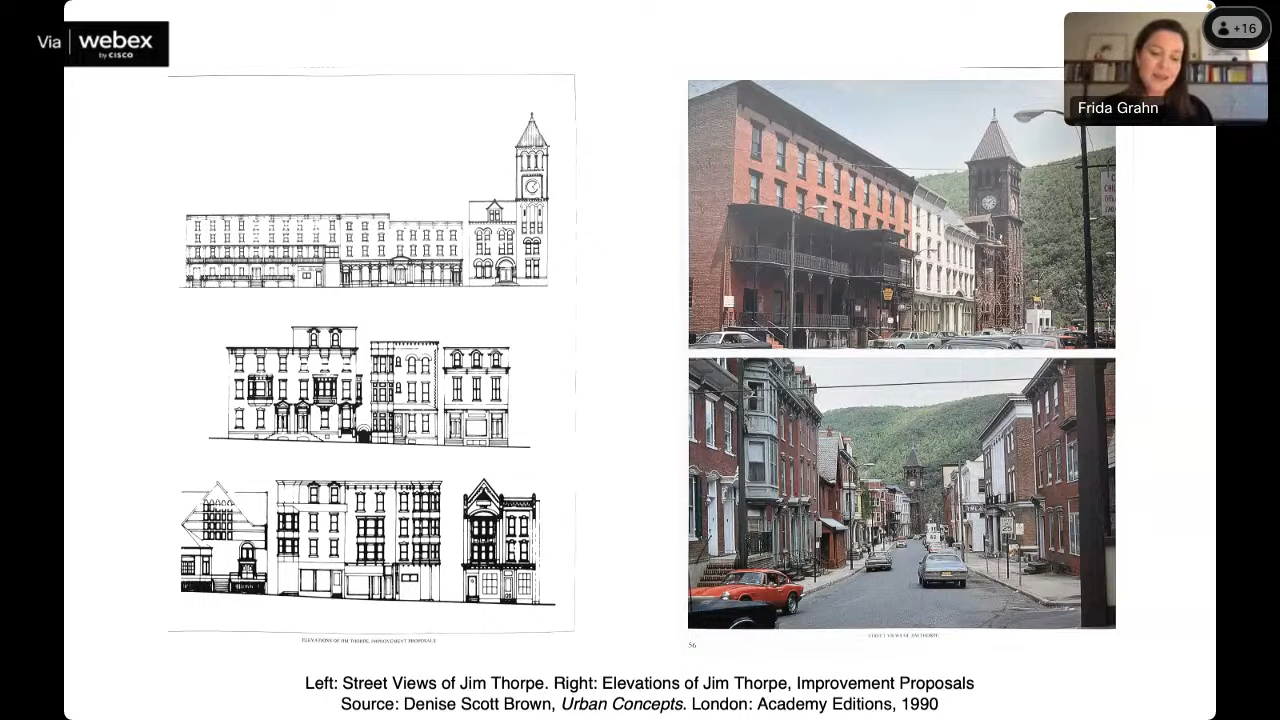 Via webex
by CISCO
+16
Frida Grahn
ELEVATIONS OF JIM THORPE, IMPROVEMENT PROPOSALS
STREET VIEWS OF JIM THORPE
56
Left: Street Views of Jim Thorpe. Right: Elevations of Jim Thorpe, Improvement Proposals
Source: Denise Scott Brown, Urban Concepts. London: Academy Editions, 1990